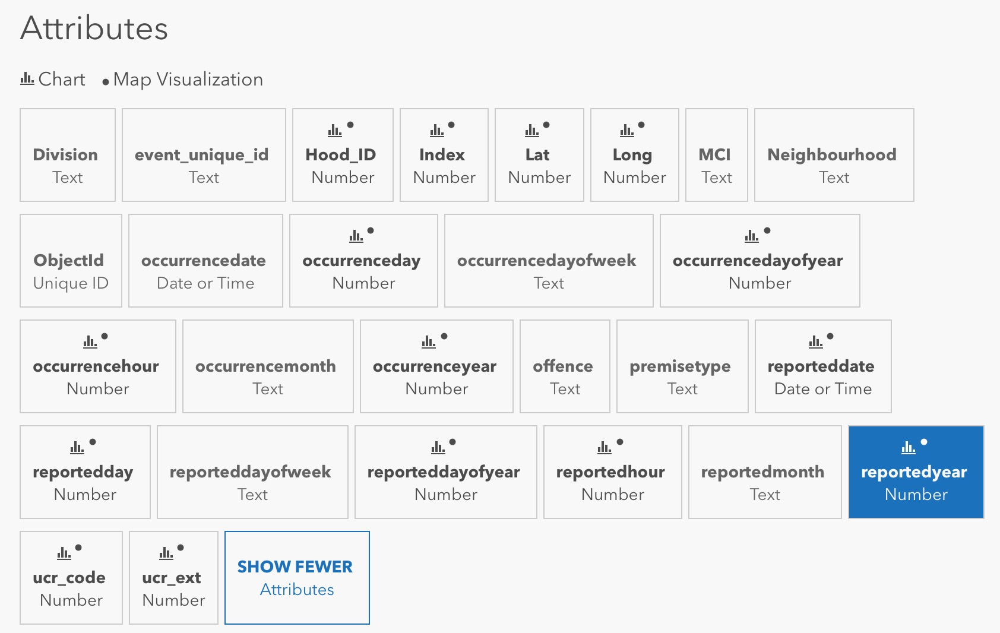 Attributes
Chart Map Visualization
Division event_unique_id Hood_ID Index Lat Long MCI Neighbourhood
Text Text Number Number Number Number Text Text
ObjectId occurrencedate occurrenceday occurrencedayofweek occurrencedayofyear
Unique ID Date or Time Number Text Number
occurrencehour occurrencemonth occurrenceyear offence premisetype reporteddate
Number Text Number Text Text Date or Time
reportedday reporteddayofweek reporteddayofyear reportedhour reportedmonth reportedyear
Number Text Number Number Text Number
ucr_code ucr_ext SHOW FEWER
Number Number Attributes